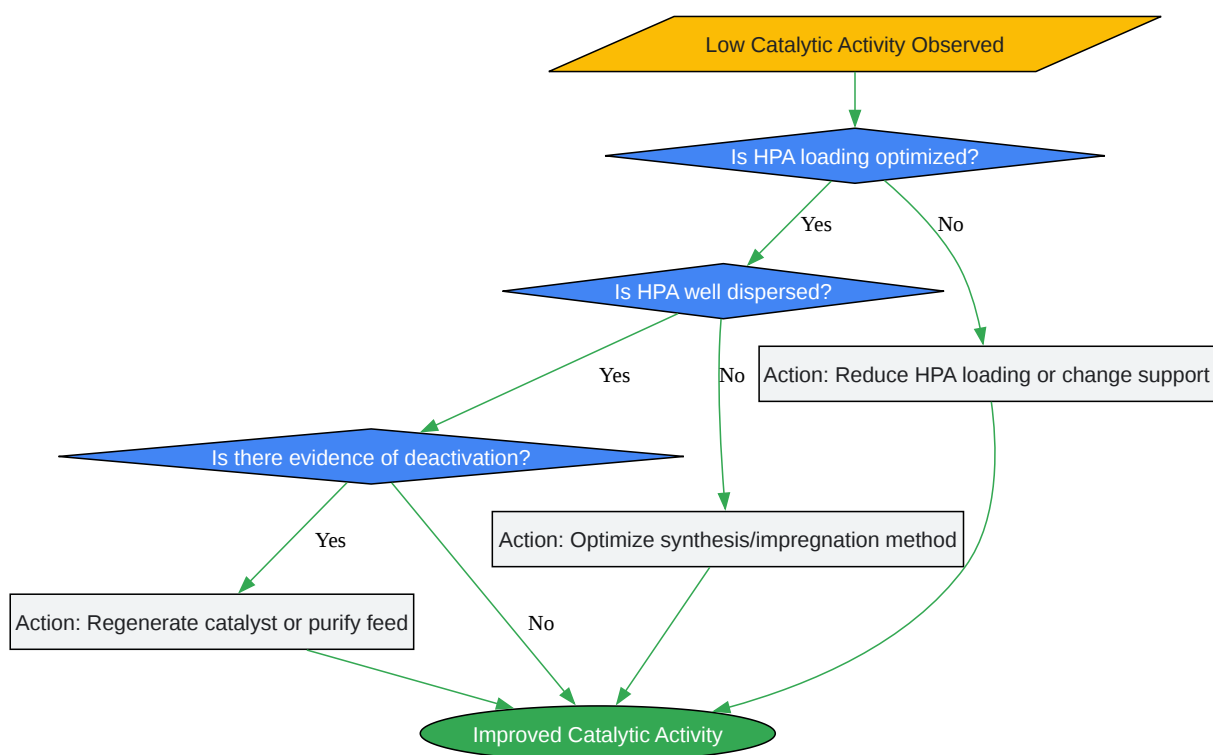 Low Catalytic Activity Observed
Is HPA loading optimized?
Yes
No
Is HPA well dispersed?
Yes
No
Action: Reduce HPA loading or change support
Is there evidence of deactivation?
Yes
Action: Optimize synthesis/impregnation method
Action: Regenerate catalyst or purify feed
No
Improved Catalytic Activity